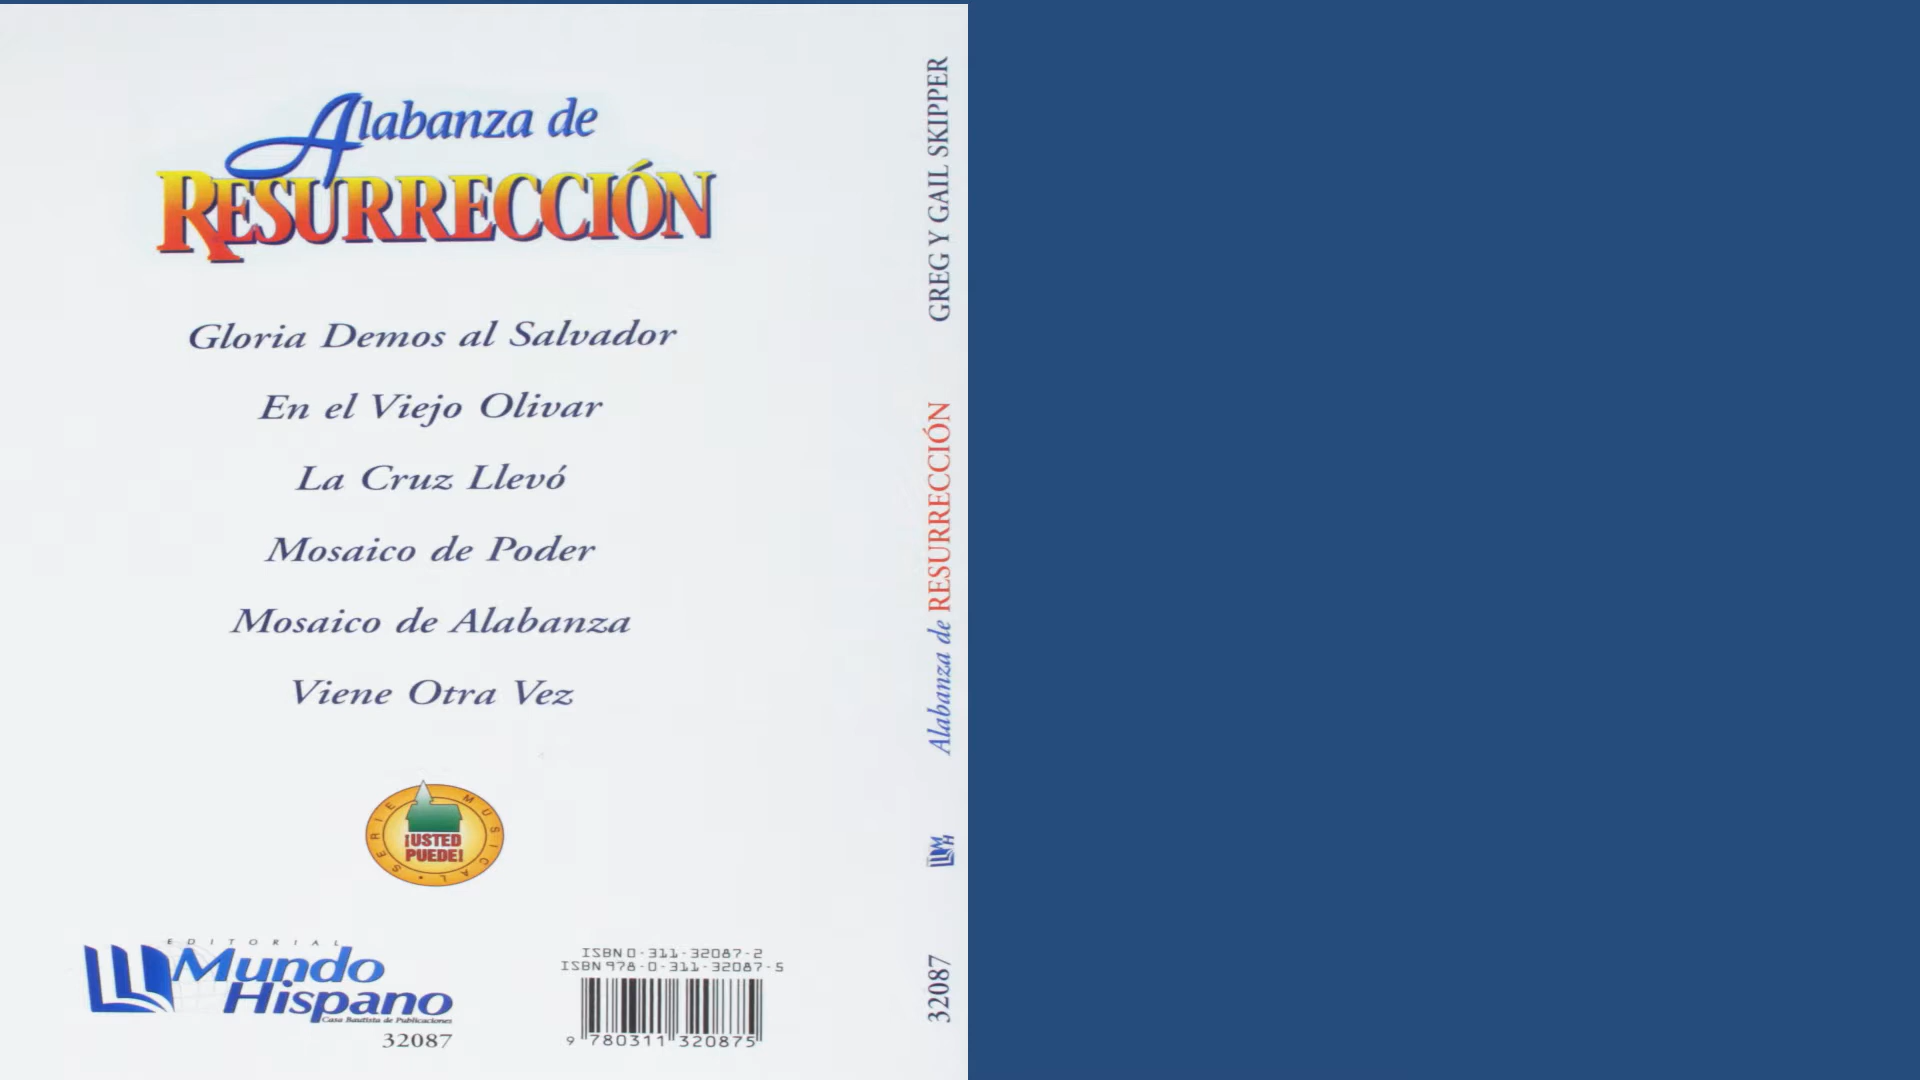 Alabanza de
RESURRECCIÓN
Gloria Demos al Salvador
En el Viejo Olivar
La Cruz Llevó
Mosaico de Poder
Mosaico de Alabanza
Viene Otra Vez
SERIE MUSICAL
¡USTED
PUEDE!
EDITORIAL
Mundo
Hispano
Casa Bautista de Publicaciones
32087
ISBN 0-311-32087-2
ISBN 978-0-311-32087-5
9 780311 320875
GREG Y GAIL SKIPPER
Alabanza de RESURRECCIÓN
MH
32087